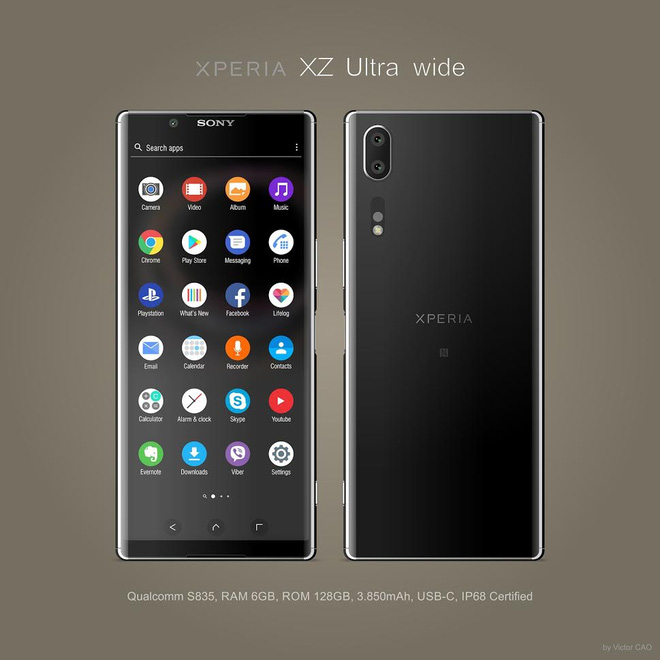 XPERIA XZ Ultra wide
SONY
Search apps
Camera Video Album Music
Chrome Play Store Messaging Phone
Playstation What's New Facebook Lifelog
Email Calendar Recorder Contacts
Calculator Alarm & clock Skype Youtube
Evernote Downloads Viber Settings
XPERIA
Qualcomm S835, RAM 6GB, ROM 128GB, 3.850mAh, USB-C, IP68 Certified
by Victor CAO